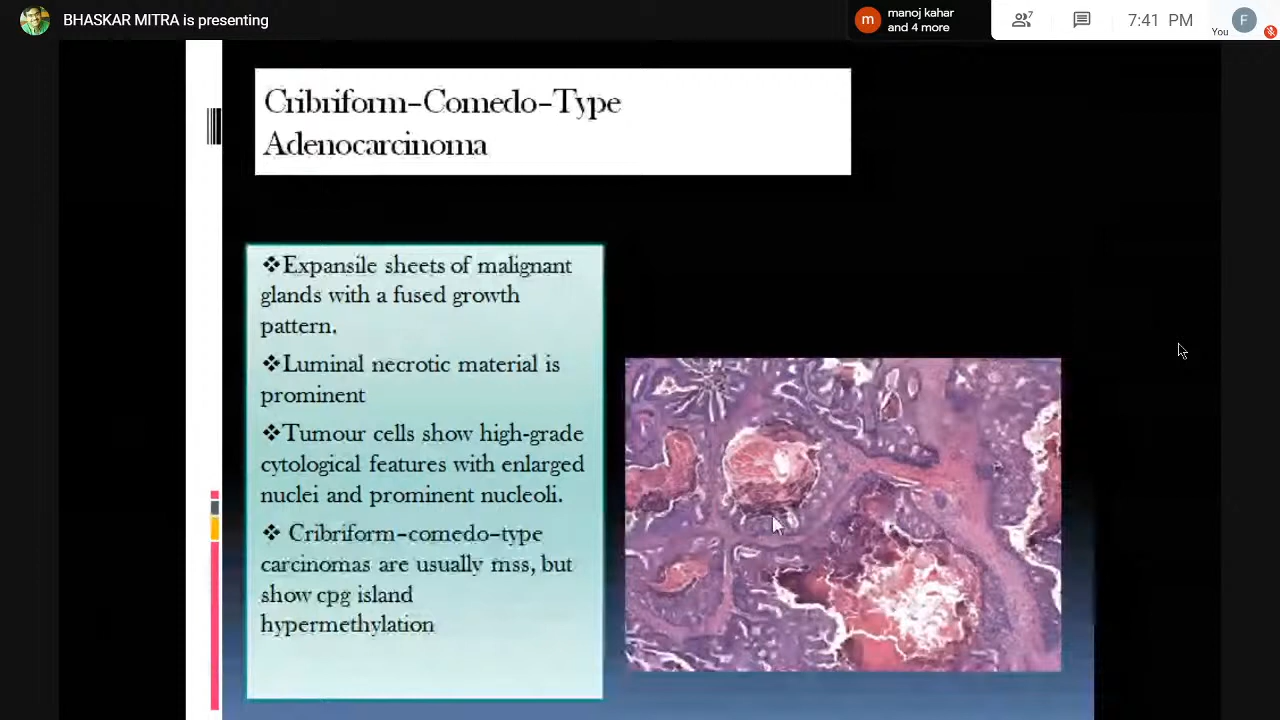 BHASKAR MITRA is presenting
m
manoj kahar
and 4 more
7
7:41 PM
You
F
Cribriform-Comedo-Type
Adenocarcinoma
❖Expansile sheets of malignant
glands with a fused growth
pattern.
❖Luminal necrotic material is
prominent
❖Tumour cells show high-grade
cytological features with enlarged
nuclei and prominent nucleoli.
❖ Cribriform-comedo-type
carcinomas are usually mss, but
show cpg island
hypermethylation